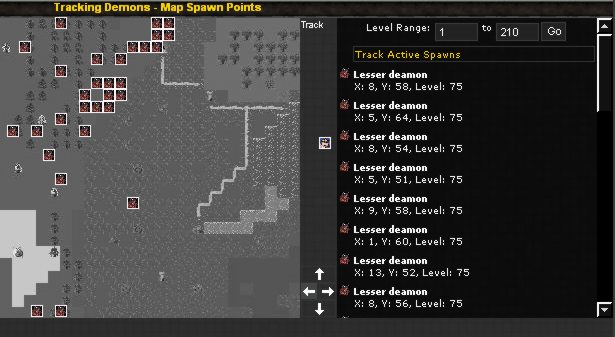 Tracking Demons - Map Spawn Points
Track
Level Range: 1 to 210 Go
Track Active Spawns
Lesser deamon
X: 8, Y: 58, Level: 75
Lesser deamon
X: 5, Y: 64, Level: 75
Lesser deamon
X: 8, Y: 54, Level: 75
Lesser deamon
X: 5, Y: 51, Level: 75
Lesser deamon
X: 9, Y: 58, Level: 75
Lesser deamon
X: 1, Y: 60, Level: 75
Lesser deamon
X: 13, Y: 52, Level: 75
Lesser deamon
X: 8, Y: 56, Level: 75